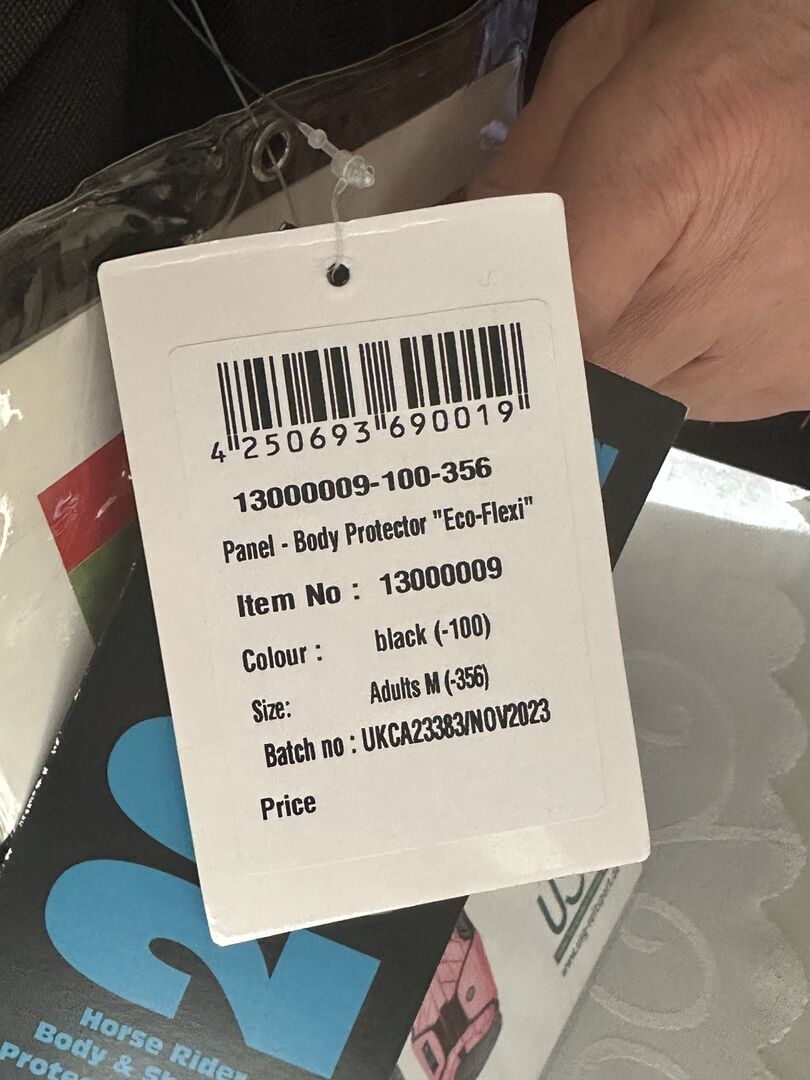 4 250693 690019
13000009-100-356
Panel - Body Protector "Eco-Flexi"
Item No : 13000009
Colour : black (-100)
Size: Adults M (-356)
Batch no : UKCA23383/NOV2023
Price
Horse Rider
Body &